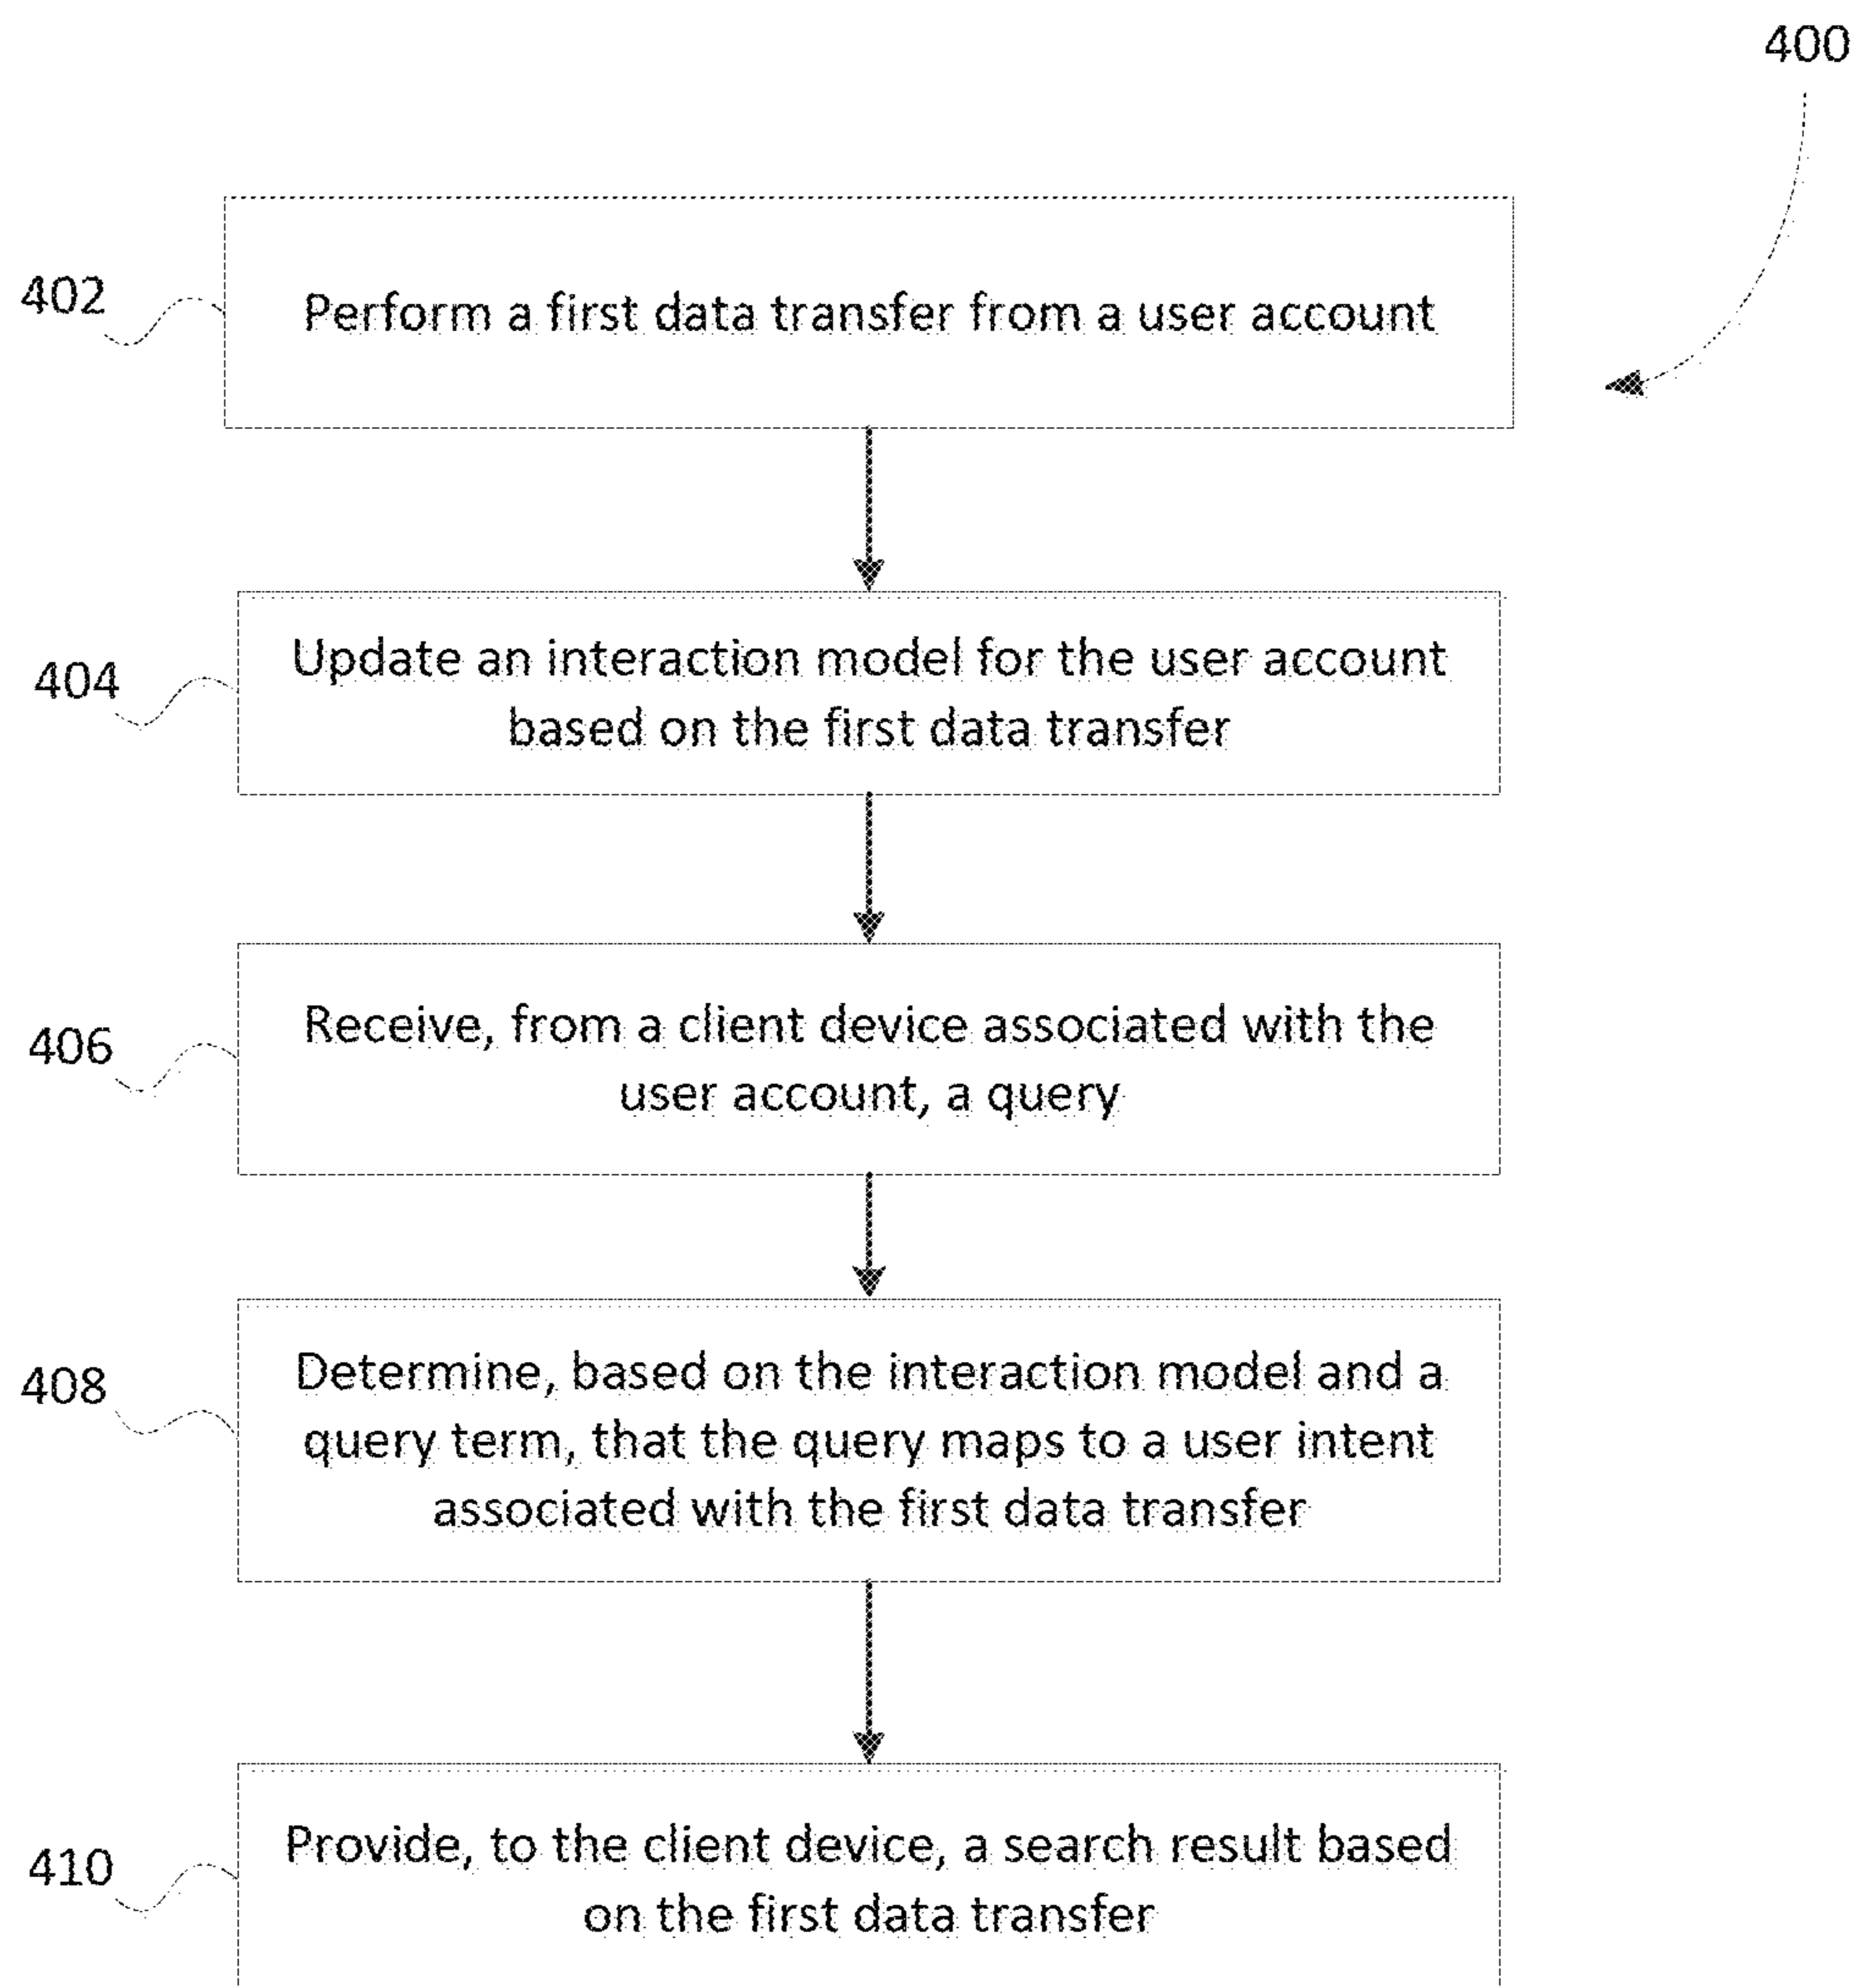 400
402
Perform a first data transfer from a user account
404
Update an interaction model for the user account
based on the first data transfer
406
Receive, from a client device associated with the
user account, a query
408
Determine, based on the interaction model and a
query term, that the query maps to a user intent
associated with the first data transfer
410
Provide, to the client device, a search result based
on the first data transfer